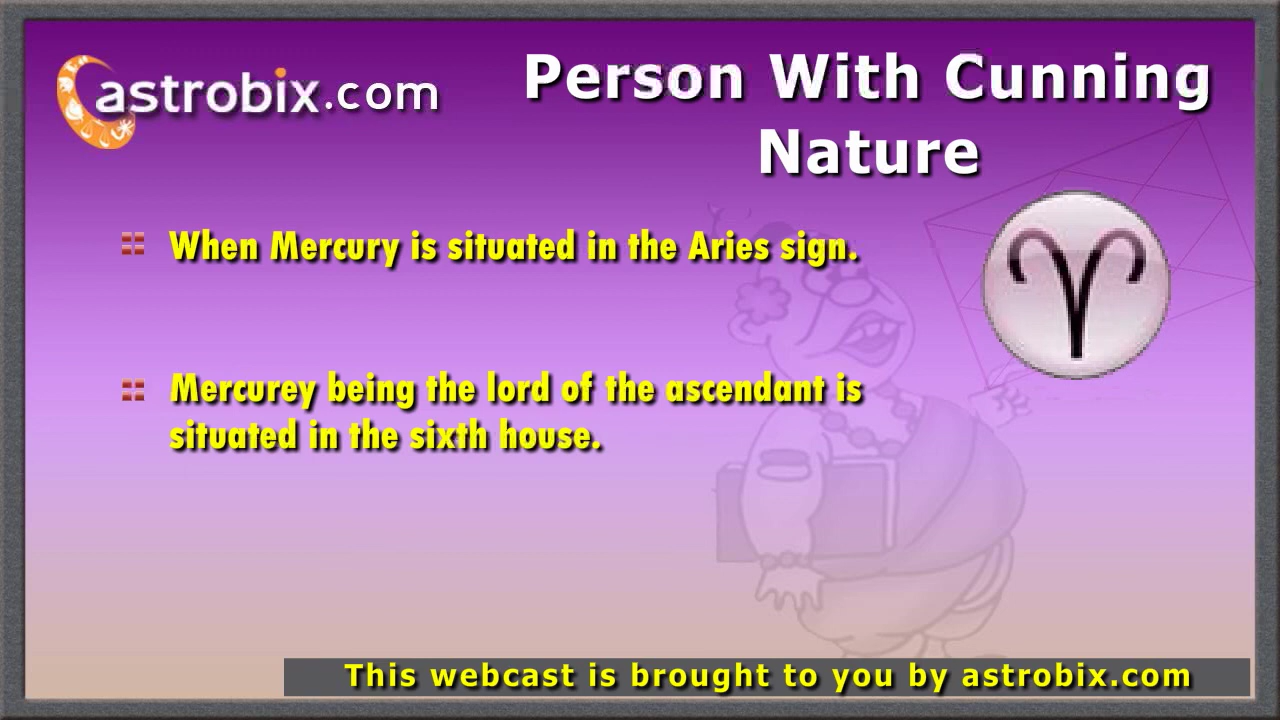 astrobix.com
Person With Cunning
Nature
When Mercury is situated in the Aries sign.
Mercurey being the lord of the ascendant is
situated in the sixth house.
This webcast is brought to you by astrobix.com